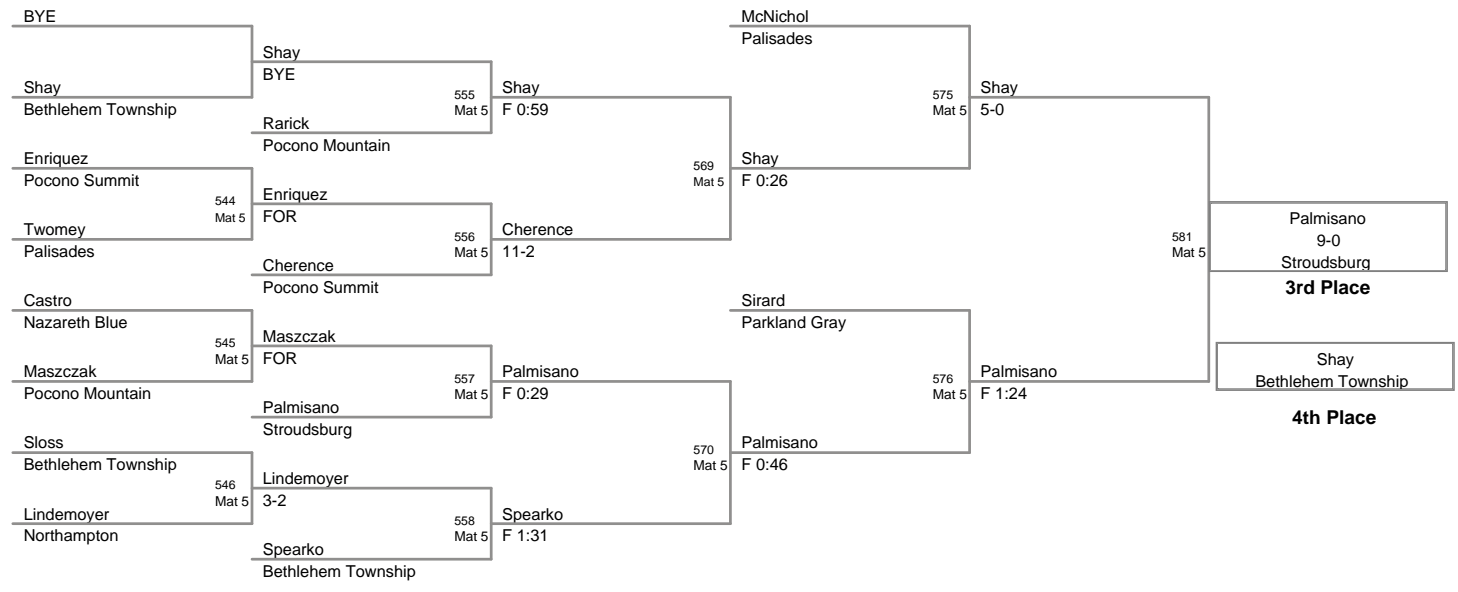 BYE
Shay
Bethlehem Township
Enriquez
Pocono Summit
544
Mat 5
Twomey
Palisades
Castro
Nazareth Blue
545
Mat 5
Maszczak
Pocono Mountain
Sloss
Bethlehem Township
546
Mat 5
Lindemoyer
Northampton
Shay
BYE
555
Mat 5
Rarick
Pocono Mountain
Enriquez
FOR
556
Mat 5
Cherence
Pocono Summit
Maszczak
FOR
557
Mat 5
Palmisano
Stroudsburg
Lindemoyer
3-2
558
Mat 5
Spearko
Bethlehem Township
Shay
F 0:59
569
Mat 5
Cherence
11-2
Palmisano
F 0:29
570
Mat 5
Spearko
F 1:31
McNichol
Palisades
575
Mat 5
Shay
F 0:26
Sirard
Parkland Gray
576
Mat 5
Palmisano
F 0:46
Shay
5-0
581
Mat 5
Palmisano
F 1:24
Palmisano
9-0
Stroudsburg
3rd Place
Shay
Bethlehem Township
4th Place